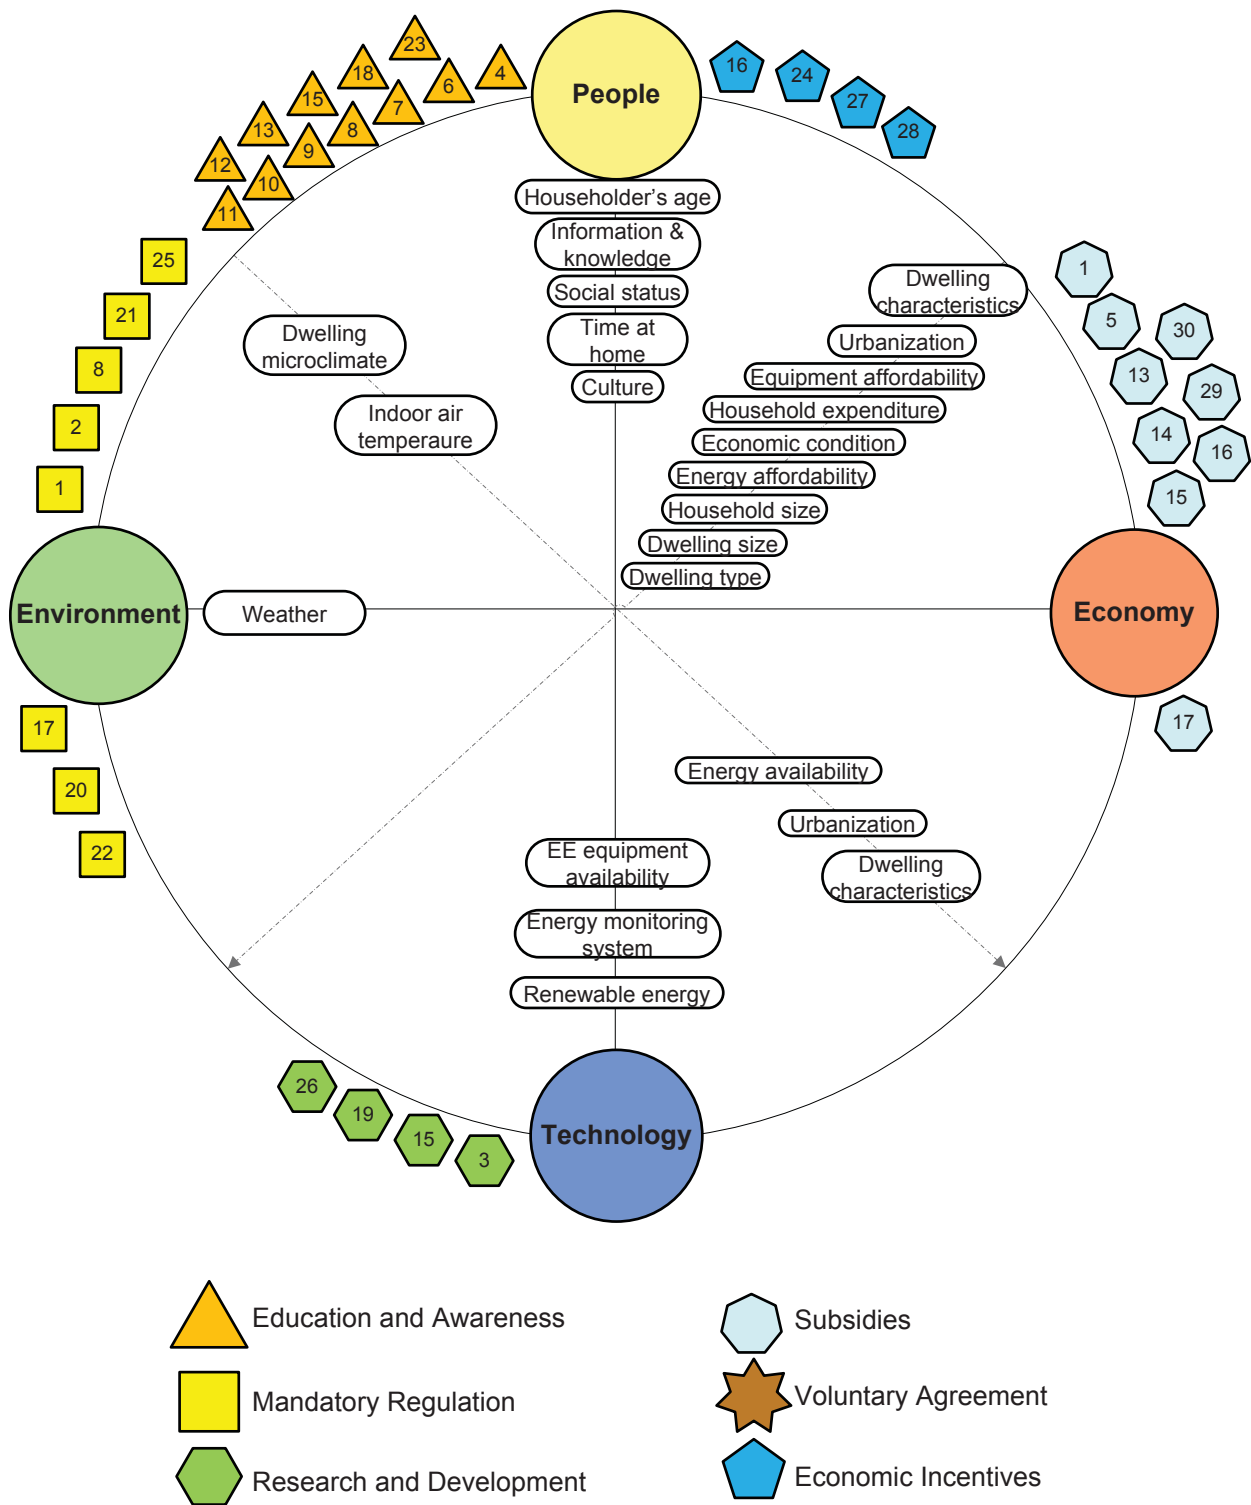 23
18
6
4
15
7
13
8
12
9
10
11
People
16
24
27
28
Householder's age
Information &
knowledge
Social status
Time at
home
Culture
25
21
8
2
1
Dwelling
microclimate
Indoor air
temperaure
Dwelling
characteristics
Urbanization
Equipment affordability
Household expenditure
Economic condition
Energy affordability
Household size
Dwelling size
Dwelling type
1
5
30
13
29
14
16
15
Environment
Weather
Economy
17
20
22
17
Energy availability
Urbanization
Dwelling
characteristics
EE equipment
availability
Energy monitoring
system
Renewable energy
26
19
15
3
Technology
Education and Awareness
Mandatory Regulation
Research and Development
Subsidies
Voluntary Agreement
Economic Incentives